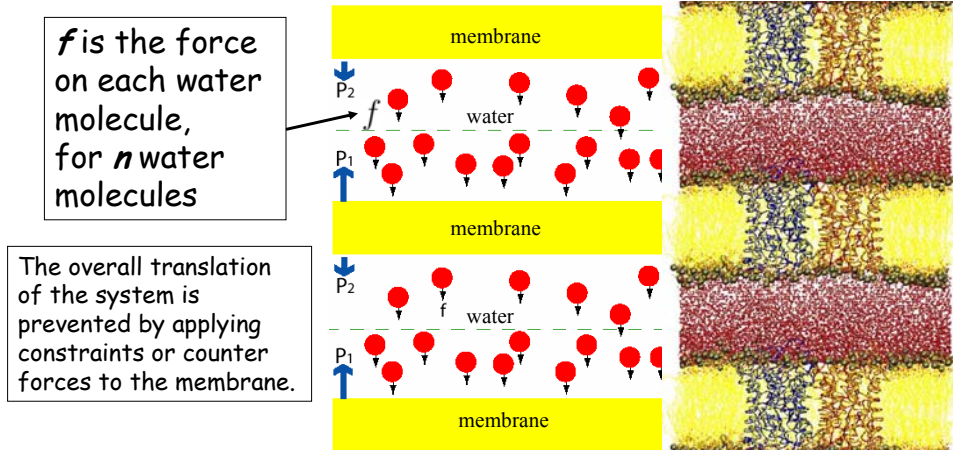 f is the force
on each water
molecule,
for n water
molecules
The overall translation
of the system is
prevented by applying
constraints or counter
forces to the membrane.
membrane
P2
f
water
P1
membrane
P2
f
water
P1
membrane